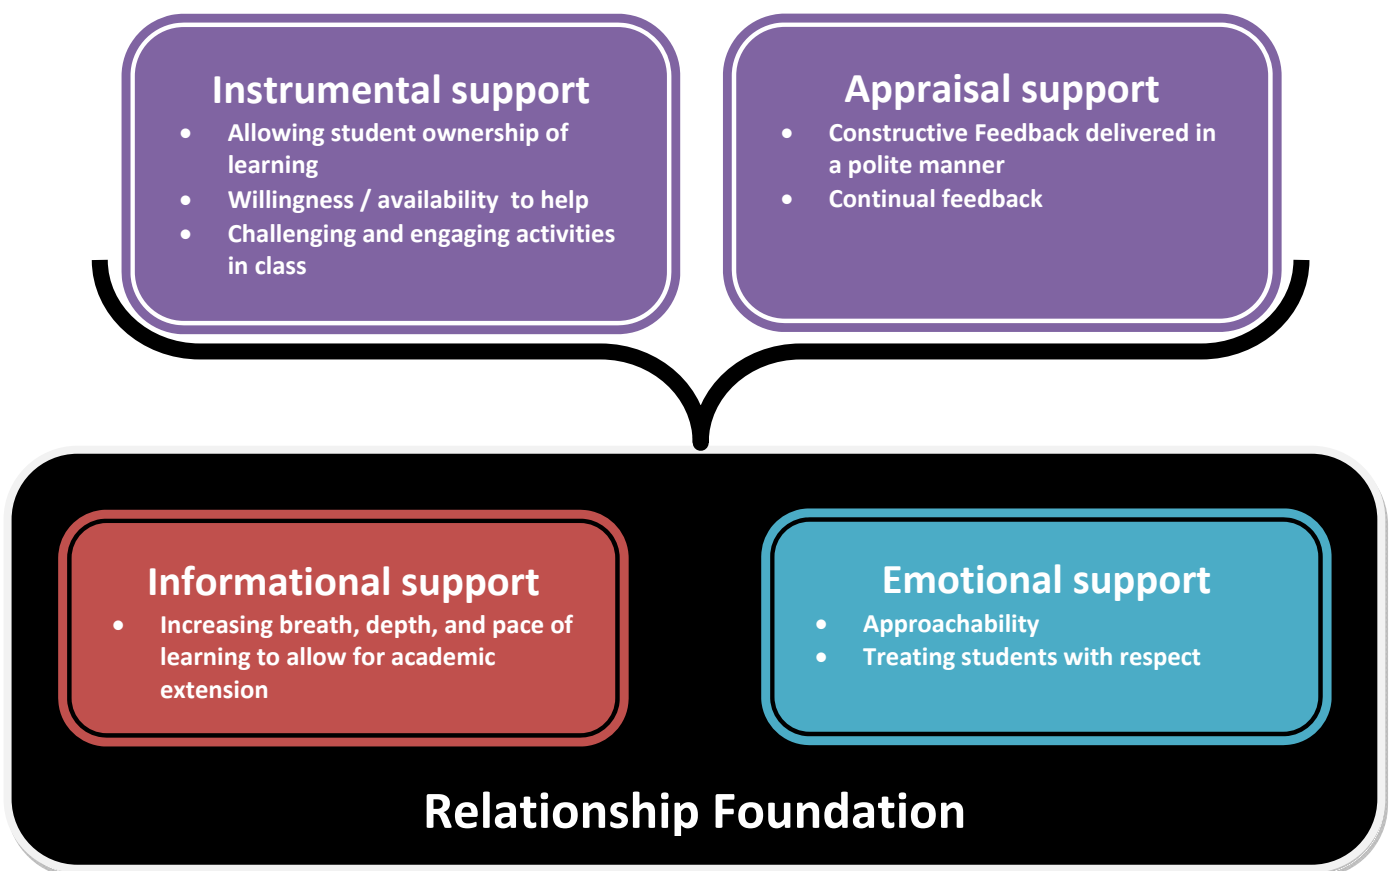 Instrumental support
• Allowing student ownership of
learning
• Willingness / availability  to help
• Challenging and engaging activities
in class
Appraisal support
• Constructive Feedback delivered in
a polite manner
• Continual feedback
Informational support
• Increasing breath, depth, and pace of
learning to allow for academic
extension
Emotional support
• Approachability
• Treating students with respect
Relationship Foundation